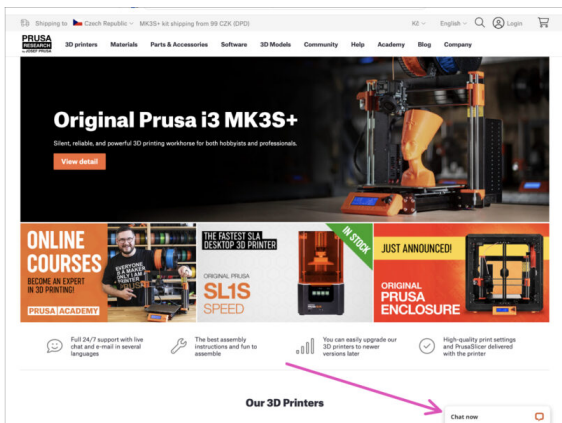 Shipping to Czech Republic
MK3S+ kit shipping from 99 CZK (DPD)
Kč
English
Login
PRUSA
RESEARCH
by JOSEF PRUSA
3D printers
Materials
Parts & Accessories
Software
3D Models
Community
Help
Academy
Blog
Company
Original Prusa i3 MK3S+
Silent, reliable, and powerful 3D printing workhorse for both hobbyists and professionals.
View detail
ONLINE
COURSES
BECOME AN EXPERT
IN 3D PRINTING!
PRUSA ACADEMY
EVERYONE
IS A MAKER
THE FASTEST SLA
DESKTOP 3D PRINTER
IN STOCK
ORIGINAL PRUSA
SL1S
SPEED
JUST ANNOUNCED!
ORIGINAL
PRUSA
ENCLOSURE
Full 24/7 support with live
chat and e-mail in several
languages
The best assembly
instructions and fun to
assemble
You can easily upgrade our
3D printers to newer
versions later
High-quality print settings
and PrusaSlicer delivered
with the printer
Our 3D Printers
Chat now